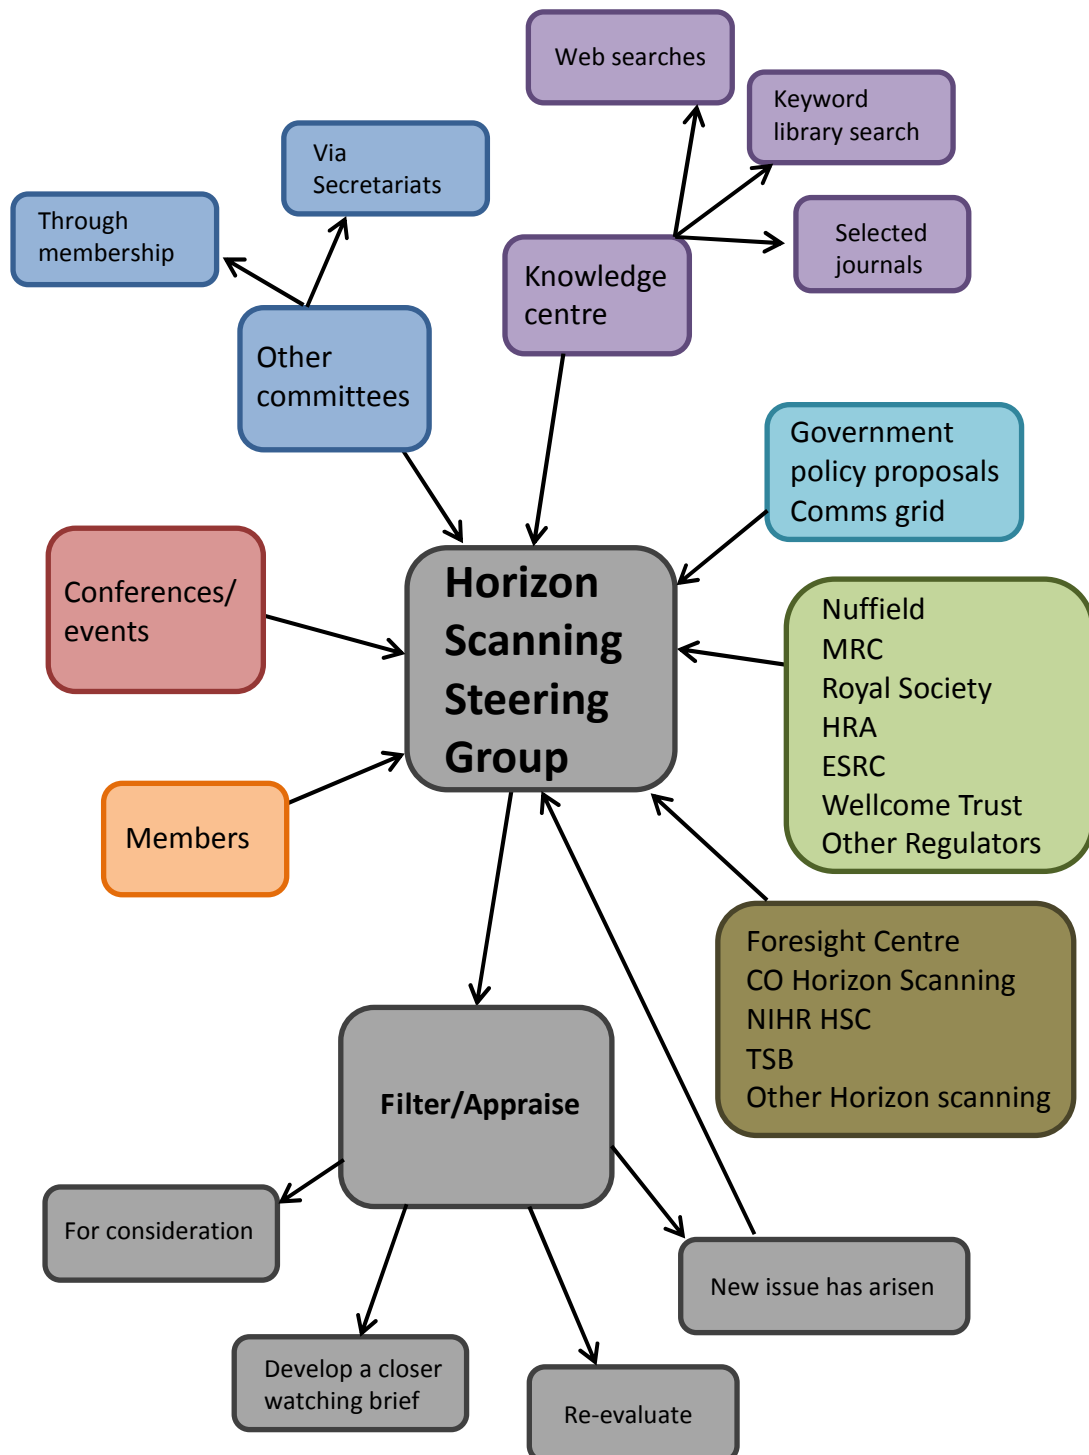 Web searches
Keyword
library search
Via
Secretariats
Through
membership
Selected
journals
Knowledge
centre
Other
committees
Government
policy proposals
Comms grid
Conferences/
events
Horizon
Scanning
Steering
Group
Nuffield
MRC
Royal Society
HRA
ESRC
Wellcome Trust
Other Regulators
Members
Foresight Centre
CO Horizon Scanning
NIHR HSC
TSB
Other Horizon scanning
Filter/Appraise
For consideration
New issue has arisen
Develop a closer
watching brief
Re-evaluate